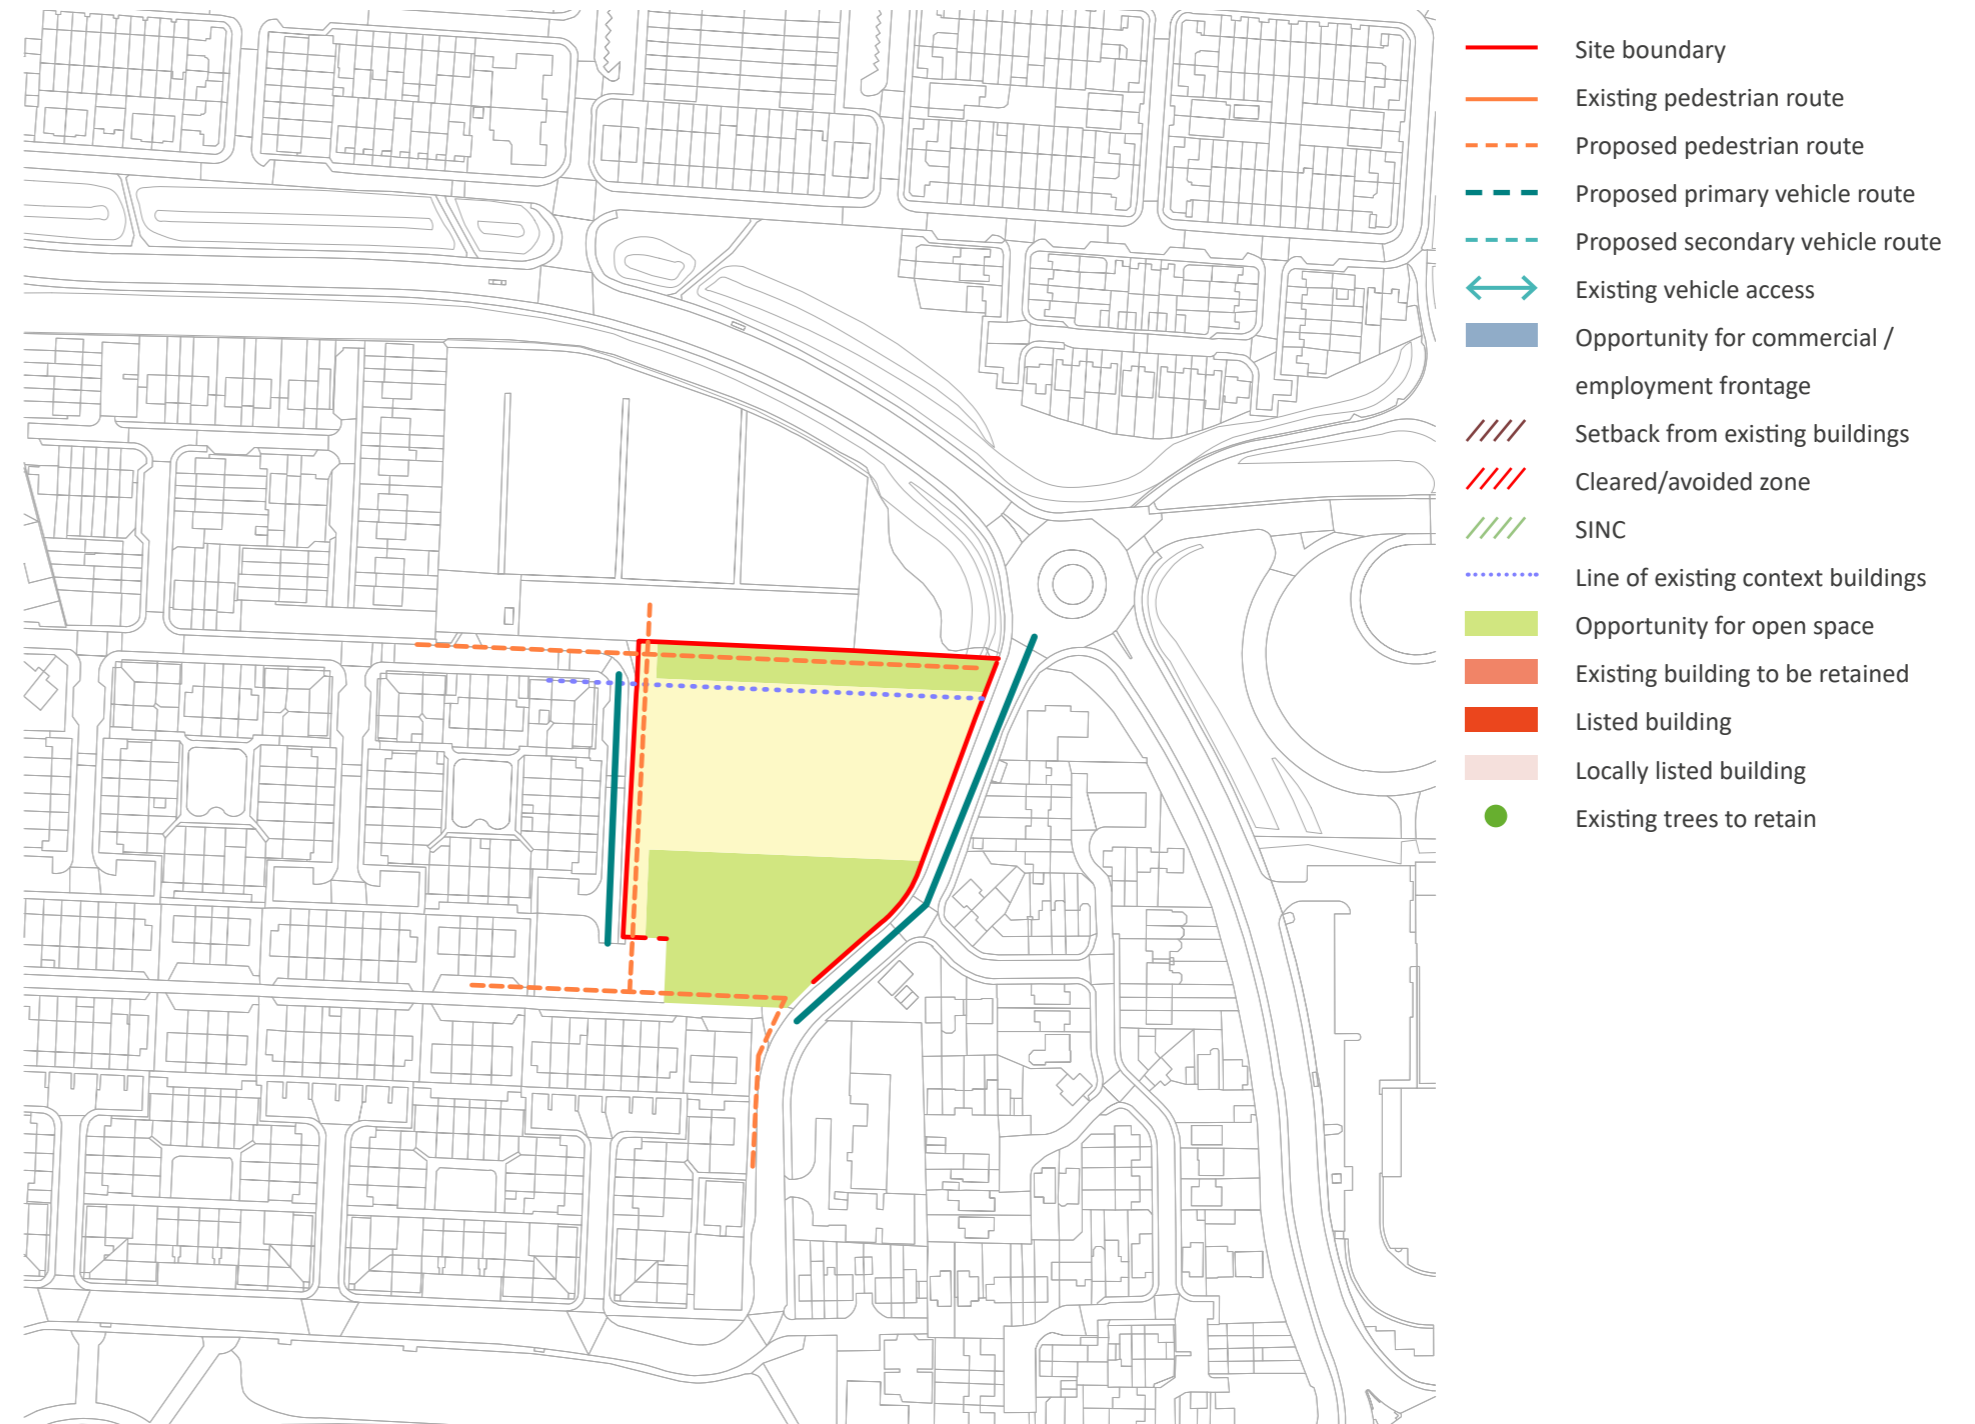 Site boundary
Existing pedestrian route
Proposed pedestrian route
Proposed primary vehicle route
Proposed secondary vehicle route
Existing vehicle access
Opportunity for commercial /
employment frontage
Setback from existing buildings
Cleared/avoided zone
SINC
Line of existing context buildings
Opportunity for open space
Existing building to be retained
Listed building
Locally listed building
Existing trees to retain